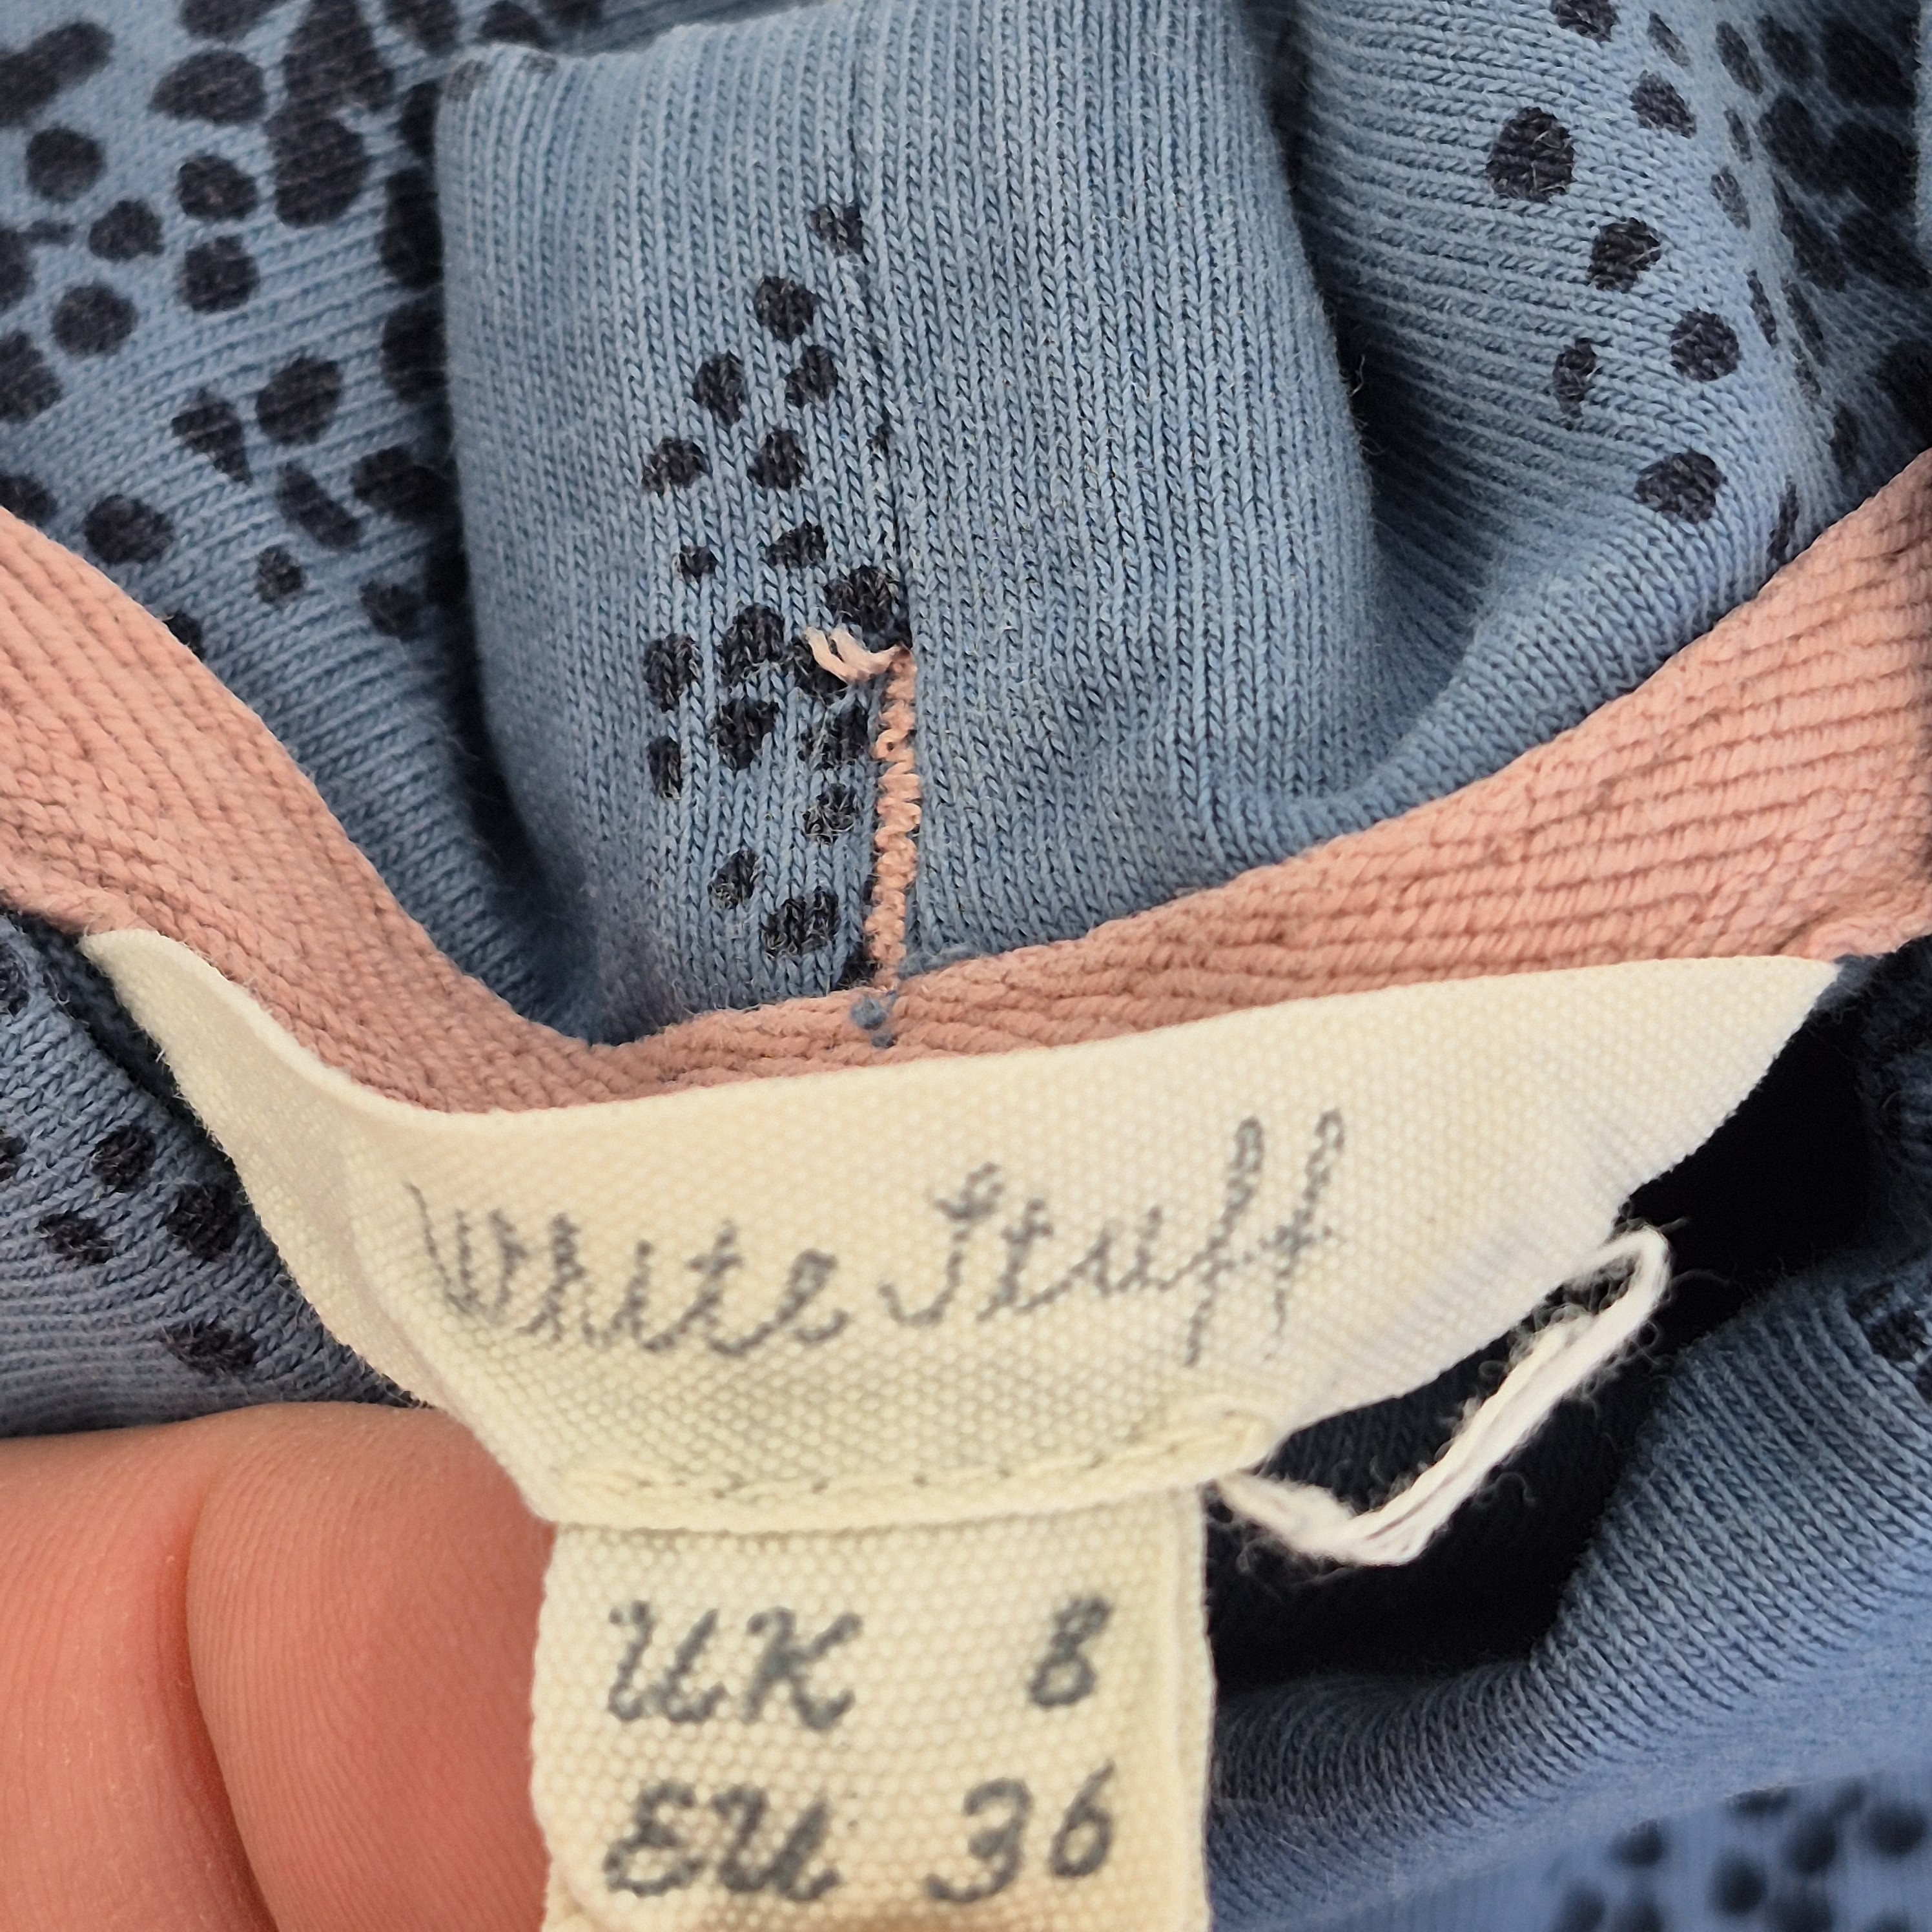 White Stuff
UK 8
EU 36